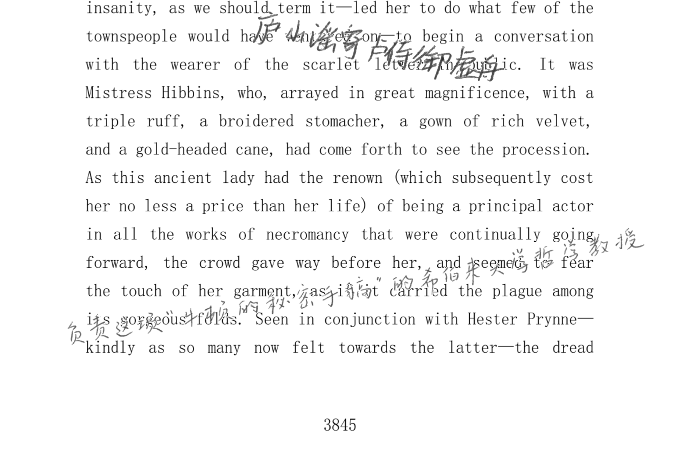 insanity, as we should term it—led her to do what few of the
townspeople would have ventured on—to begin a conversation
庐山谣寄卢侍御虚舟
with the wearer of the scarlet letter in public. It was
Mistress Hibbins, who, arrayed in great magnificence, with a
triple ruff, a broidered stomacher, a gown of rich velvet,
and a gold-headed cane, had come forth to see the procession.
As this ancient lady had the renown (which subsequently cost
her no less a price than her life) of being a principal actor
in all the works of necromancy that were continually going
forward, the crowd gave way before her, and seemed to fear
the touch of her garment, as if it carried the plague among
负责这项“牛顿的秘密手稿”的希伯来大学哲学教授
its gorgeous folds. Seen in conjunction with Hester Prynne—
kindly as so many now felt towards the latter—the dread
3845